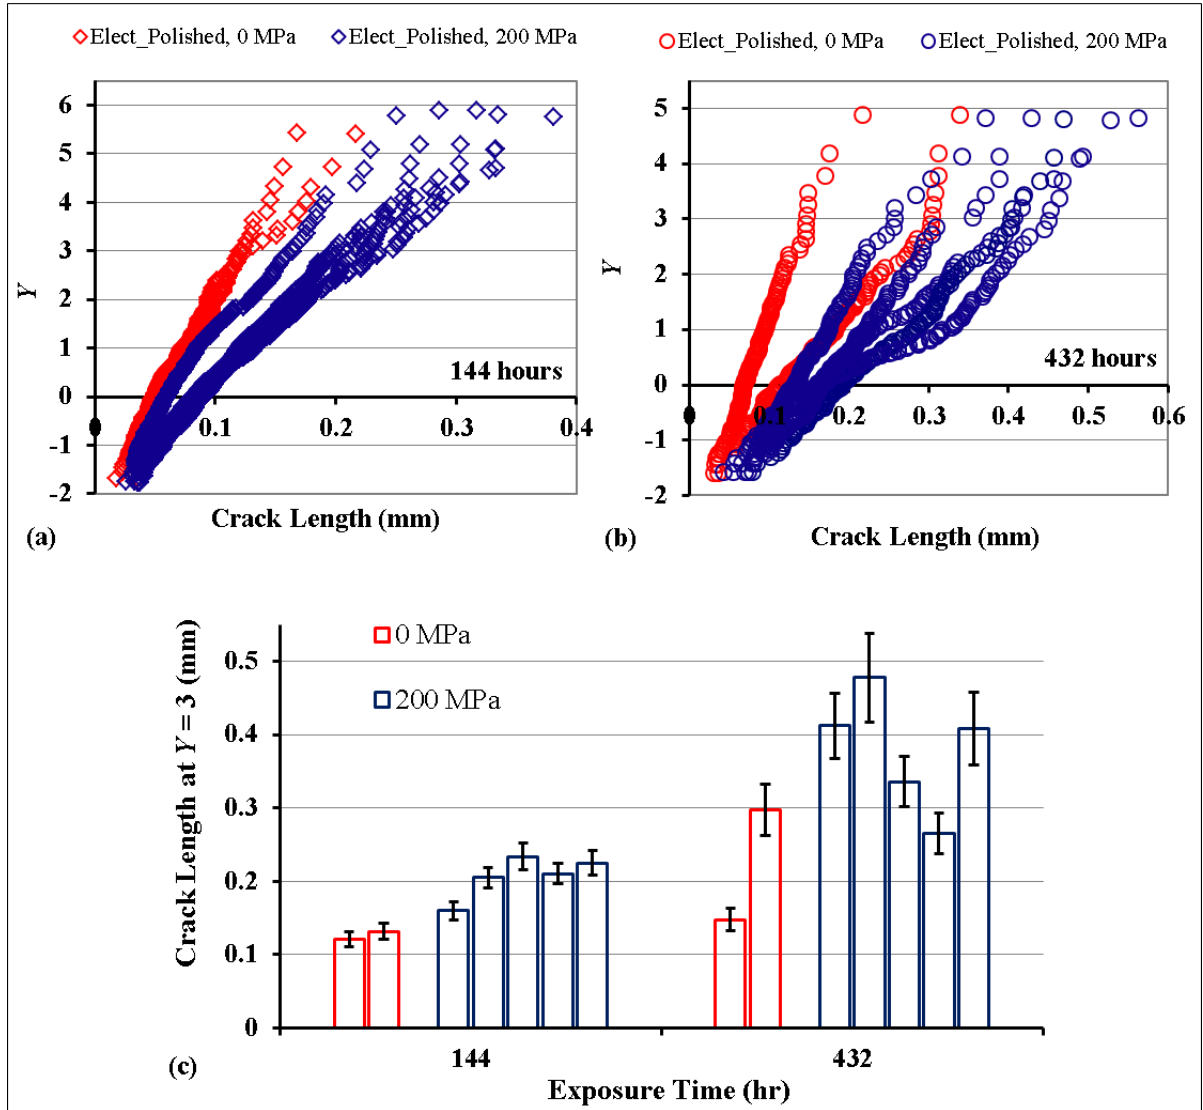 Elect_Polished, 0 MPa Elect_Polished, 200 MPa
6
5
4
3
2
1
0
-1
-2
Y
0 0.1 0.2 0.3 0.4
144 hours
Crack Length (mm)
(a)
Elect_Polished, 0 MPa Elect_Polished, 200 MPa
5
4
3
2
1
0
-1
-2
Y
0 0.1 0.2 0.3 0.4 0.5 0.6
432 hours
Crack Length (mm)
(b)
0 MPa
200 MPa
Crack Length at Y = 3 (mm)
0.5
0.4
0.3
0.2
0.1
0
144 432
Exposure Time (hr)
(c)